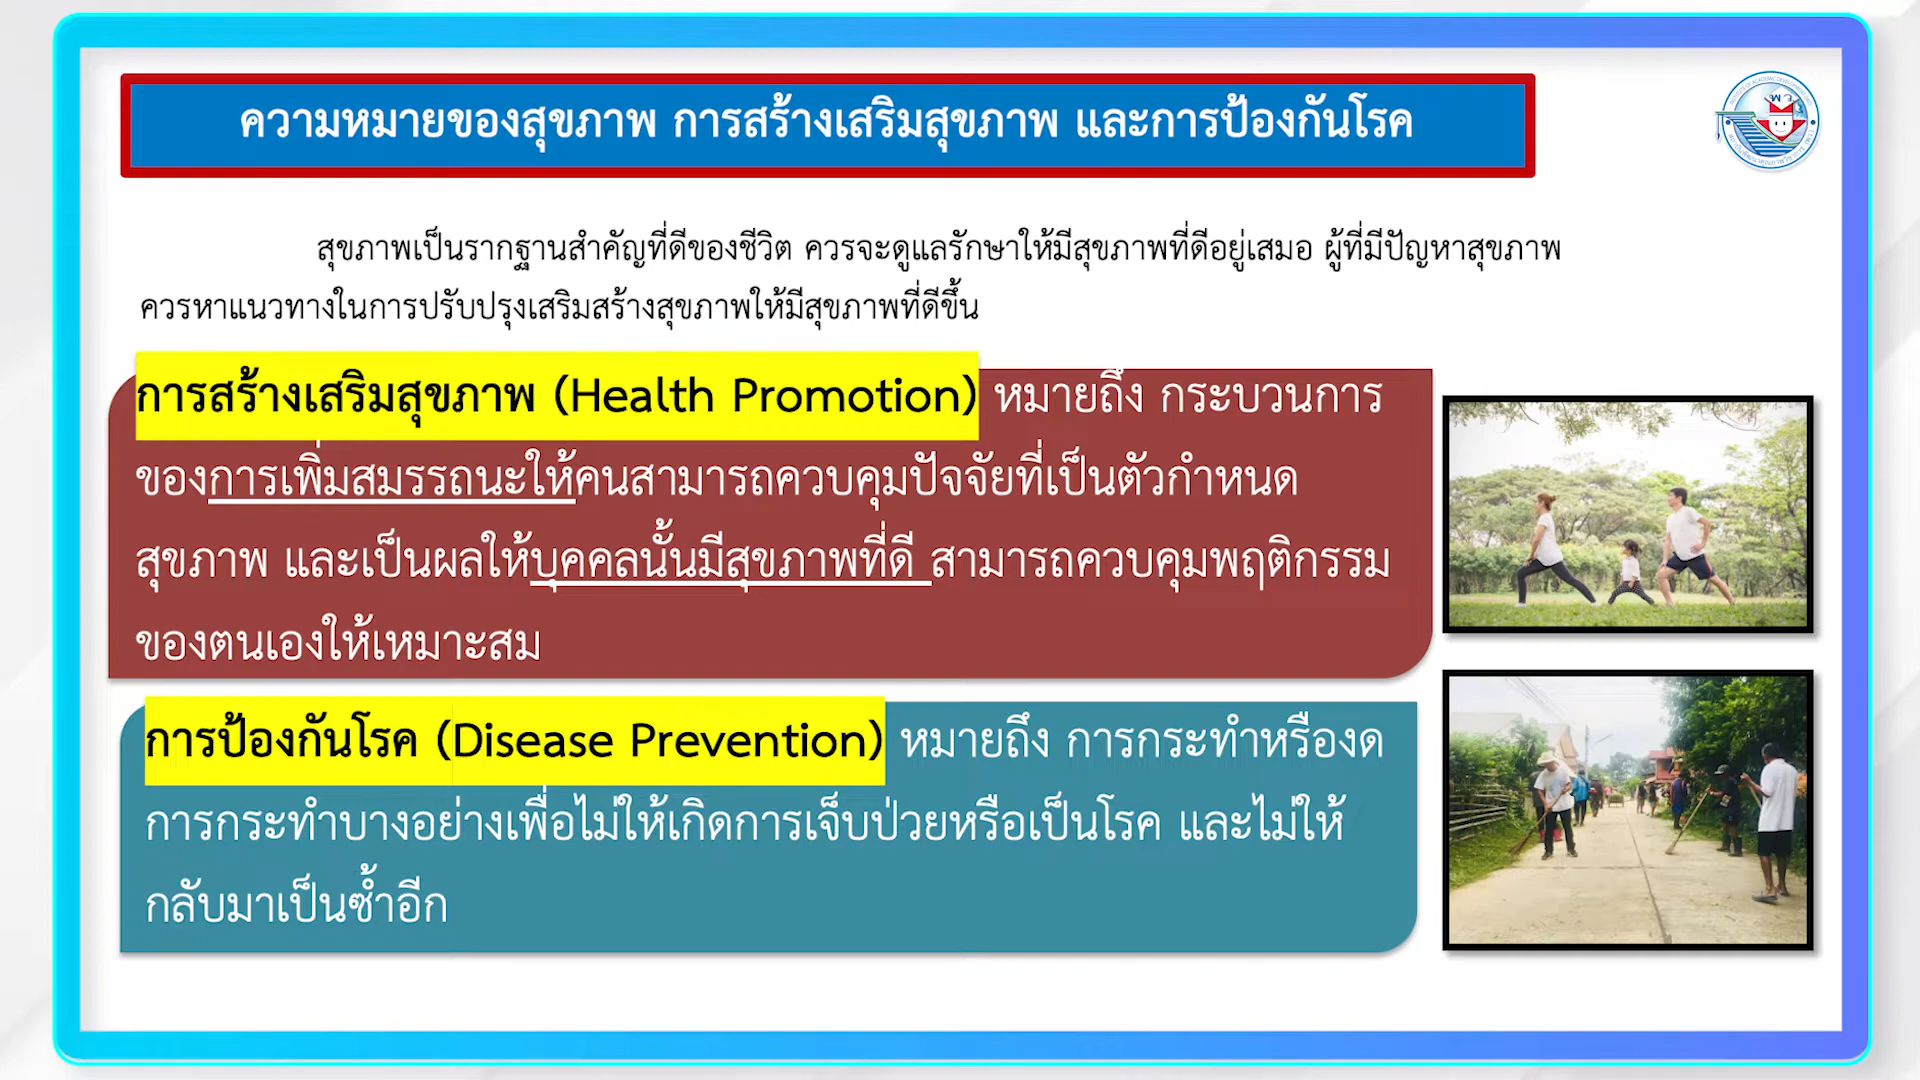 ความหมายของสุขภาพ การสร้างเสริมสุขภาพ และการป้องกันโรค
พว
สุขภาพเป็นรากฐานสำคัญที่ดีของชีวิต ควรจะดูแลรักษาให้มีสุขภาพที่ดีอยู่เสมอ ผู้ที่มีปัญหาสุขภาพ
ควรหาแนวทางในการปรับปรุงเสริมสร้างสุขภาพให้มีสุขภาพที่ดีขึ้น
การสร้างเสริมสุขภาพ (Health Promotion) หมายถึง กระบวนการ
ของการเพิ่มสมรรถนะให้คนสามารถควบคุมปัจจัยที่เป็นตัวกำหนด
สุขภาพ และเป็นผลให้บุคคลนั้นมีสุขภาพที่ดี สามารถควบคุมพฤติกรรม
ของตนเองให้เหมาะสม
การป้องกันโรค (Disease Prevention) หมายถึง การกระทำหรืองด
การกระทำบางอย่างเพื่อไม่ให้เกิดการเจ็บป่วยหรือเป็นโรค และไม่ให้
กลับมาเป็นซ้ำอีก